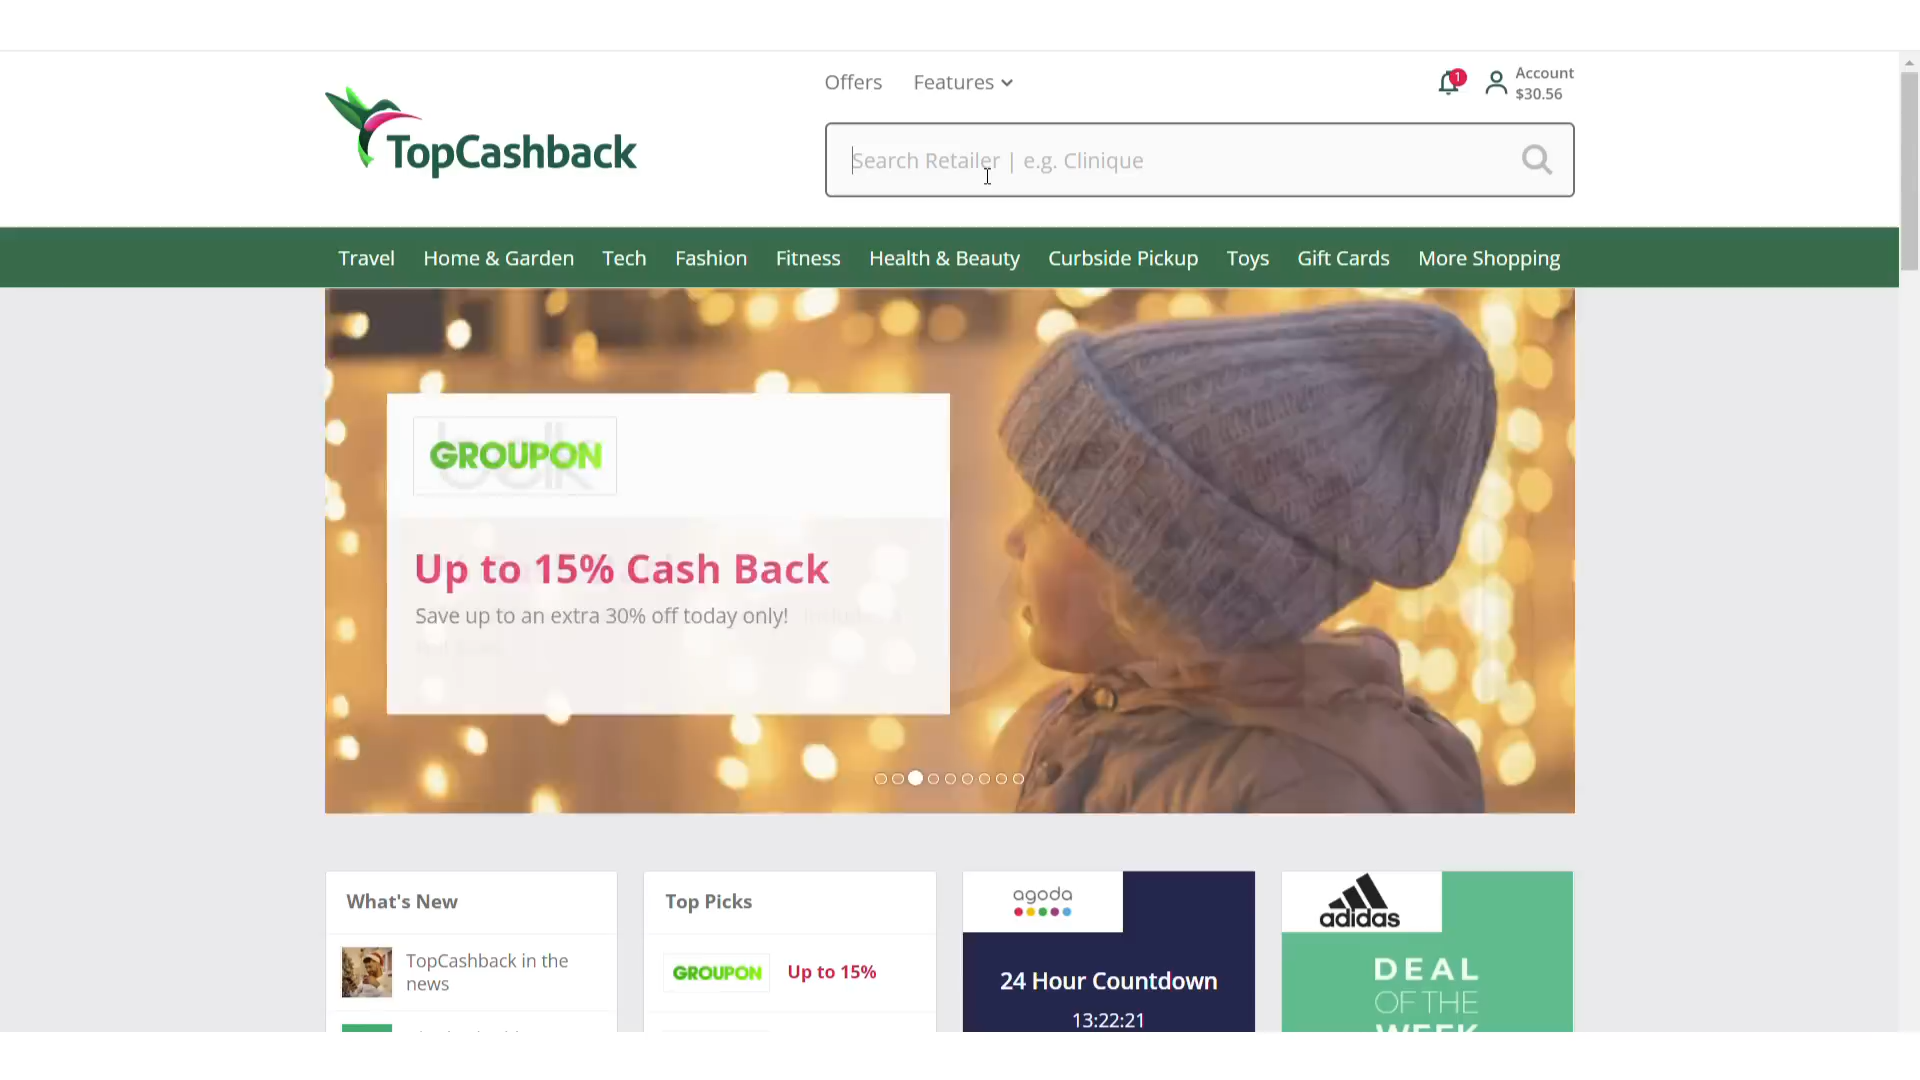 Offers Features
1
Account
$30.56
TopCashback
Search Retailer | e.g. Clinique
Travel Home & Garden Tech Fashion Fitness Health & Beauty Curbside Pickup Toys Gift Cards More Shopping
GROUPON
Up to 15% Cash Back
Save up to an extra 30% off today only!
What's New
TopCashback in the
news
Top Picks
GROUPON Up to 15%
agoda
24 Hour Countdown
13:22:21
adidas
DEAL
OF THE
WEEK